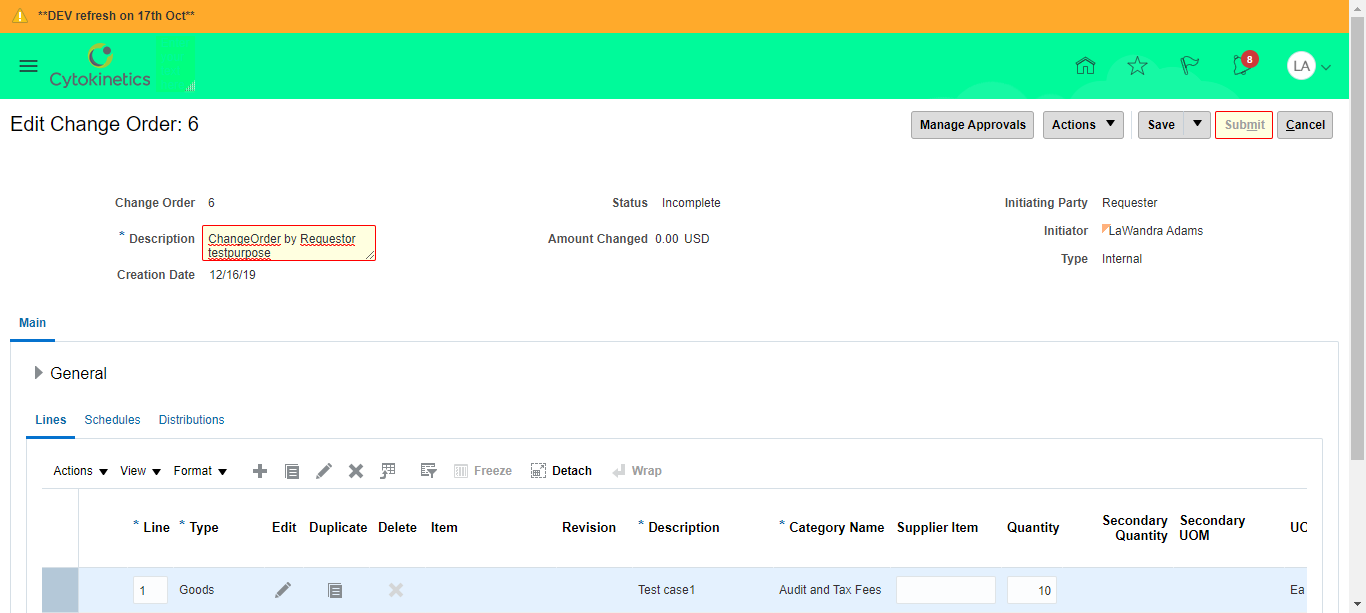 **DEV refresh on 17th Oct**
Cytokinetics
8
LA
Edit Change Order: 6
Manage Approvals
Actions
Save
Submit
Cancel
Change Order 6
Status Incomplete
Initiating Party Requester
* Description ChangeOrder by Requestor
testpurpose
Amount Changed 0.00 USD
Initiator LaWandra Adams
Creation Date 12/16/19
Type Internal
Main
General
Lines Schedules Distributions
Actions View Format Freeze Detach Wrap
* Line * Type Edit Duplicate Delete Item Revision * Description * Category Name Supplier Item Quantity Secondary Quantity Secondary UOM UO
1 Goods Test case1 Audit and Tax Fees 10 Ea